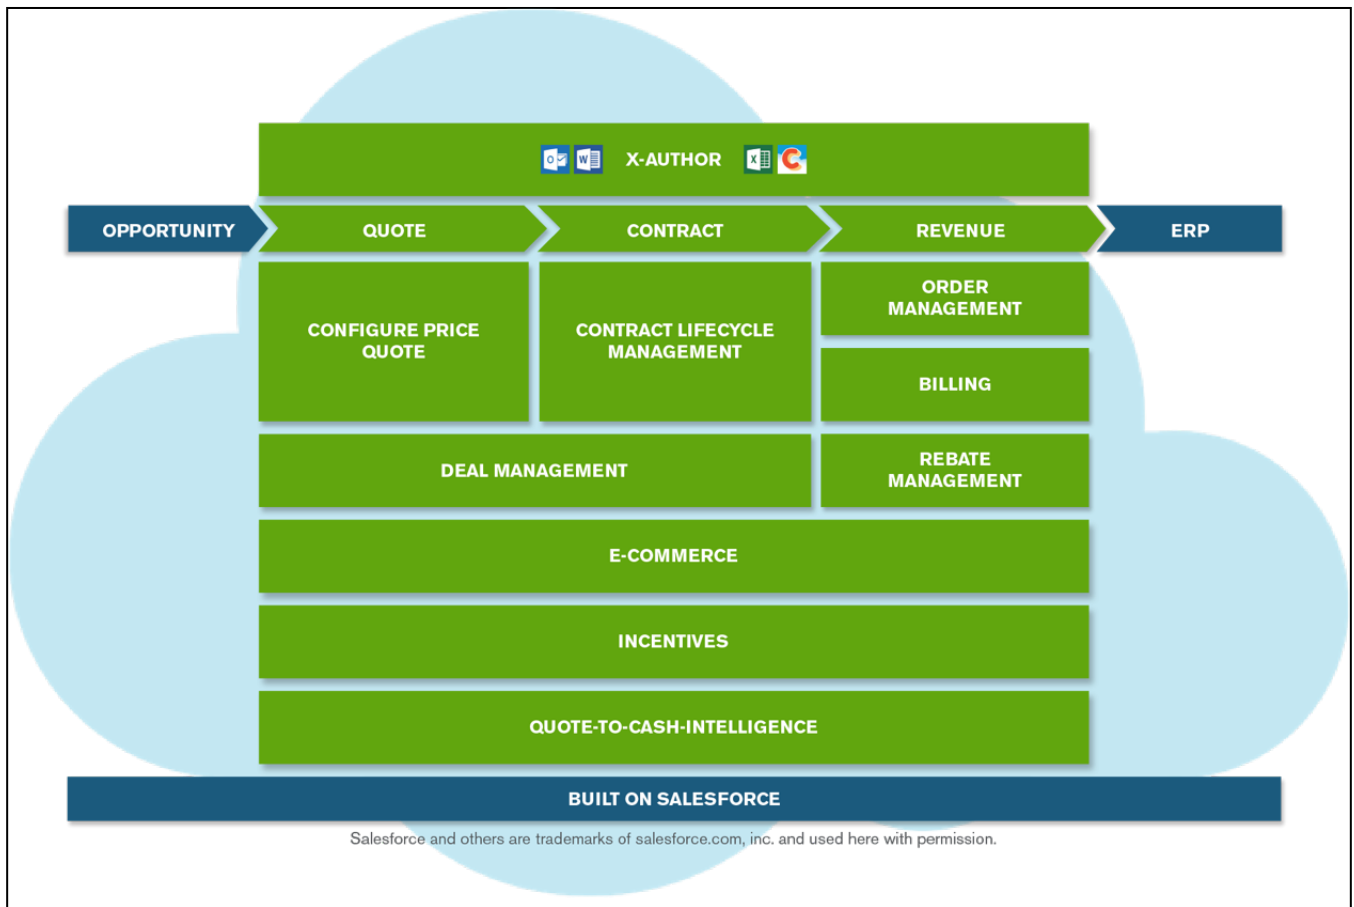 X-AUTHOR
OPPORTUNITY
QUOTE
CONTRACT
REVENUE
ERP
CONFIGURE PRICE
QUOTE
CONTRACT LIFECYCLE
MANAGEMENT
ORDER
MANAGEMENT
BILLING
DEAL MANAGEMENT
REBATE
MANAGEMENT
E-COMMERCE
INCENTIVES
QUOTE-TO-CASH-INTELLIGENCE
BUILT ON SALESFORCE
Salesforce and others are trademarks of salesforce.com, inc. and used here with permission.